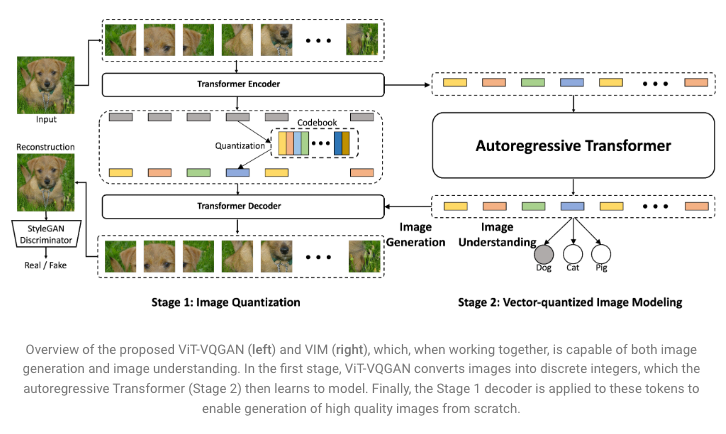 Input
Transformer Encoder
Codebook
Quantization
Reconstruction
Transformer Decoder
StyleGAN
Discriminator
Real / Fake
Stage 1: Image Quantization
Autoregressive Transformer
Image
Generation
Image
Understanding
Dog
Cat
Pig
Stage 2: Vector-quantized Image Modeling
Overview of the proposed ViT-VQGAN (left) and VIM (right), which, when working together, is capable of both image
generation and image understanding. In the first stage, ViT-VQGAN converts images into discrete integers, which the
autoregressive Transformer (Stage 2) then learns to model. Finally, the Stage 1 decoder is applied to these tokens to
enable generation of high quality images from scratch.